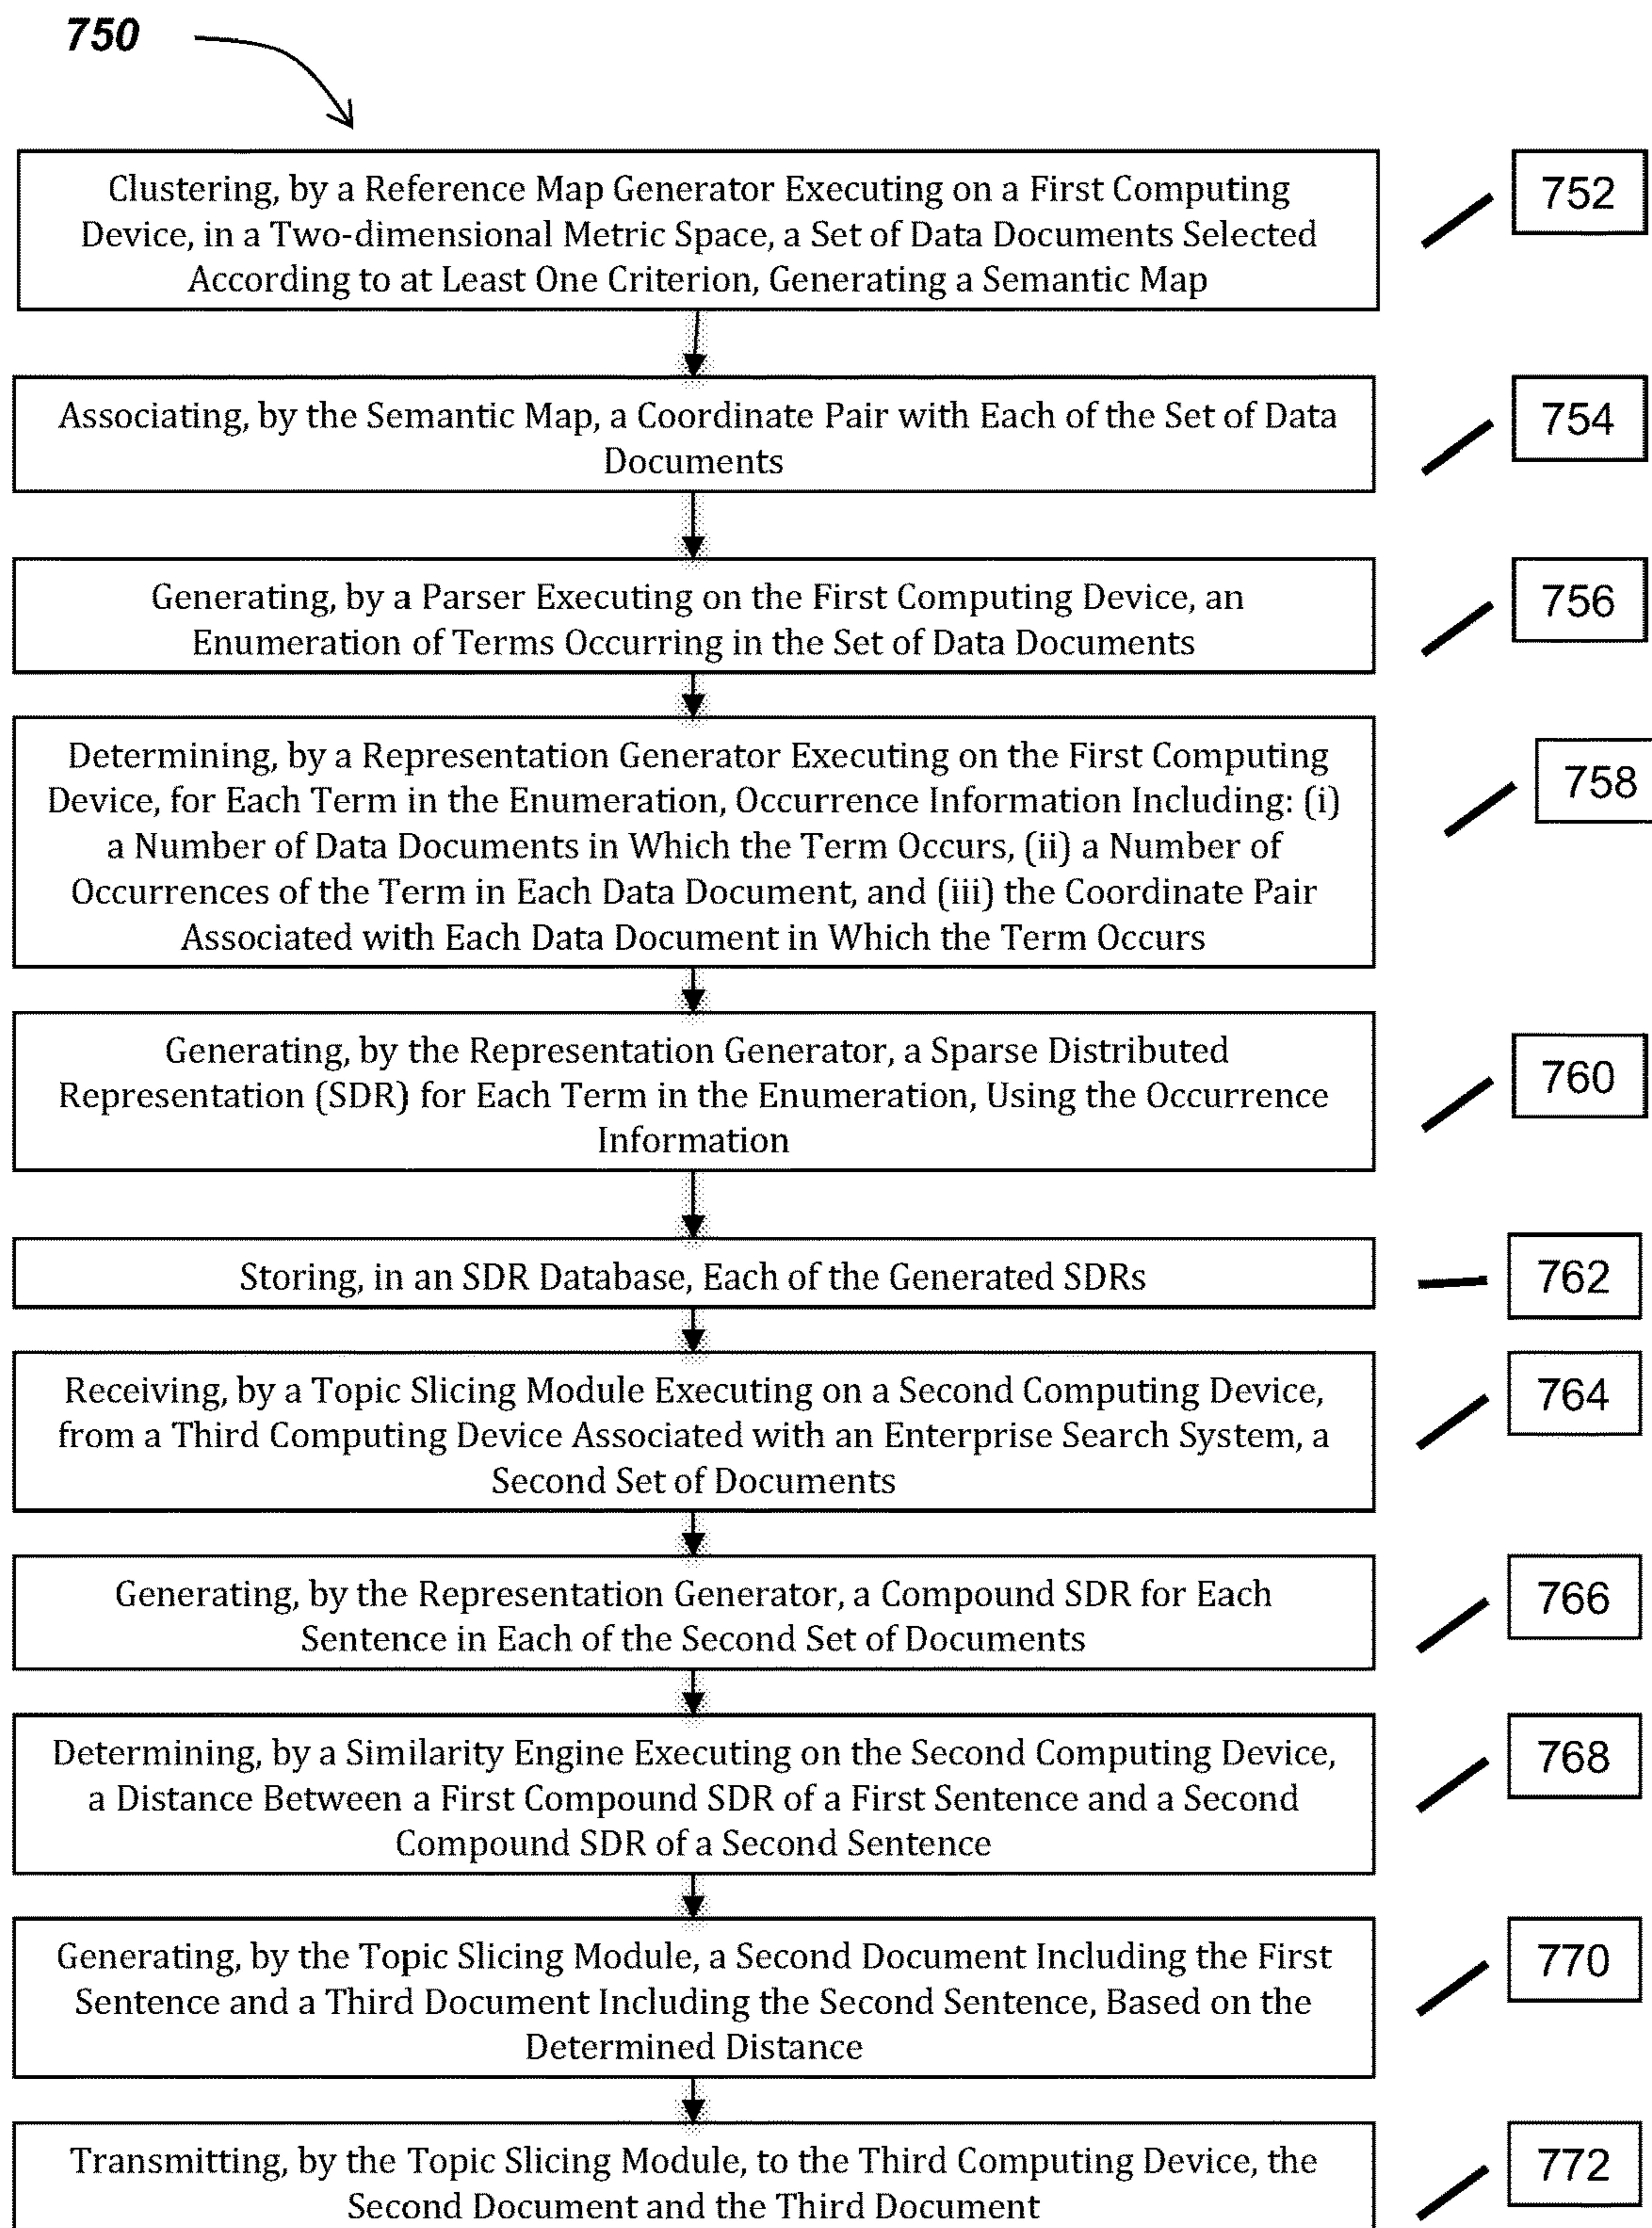 750
Clustering, by a Reference Map Generator Executing on a First Computing
Device, in a Two-dimensional Metric Space, a Set of Data Documents Selected
According to at Least One Criterion, Generating a Semantic Map
752
Associating, by the Semantic Map, a Coordinate Pair with Each of the Set of Data
Documents
754
Generating, by a Parser Executing on the First Computing Device, an
Enumeration of Terms Occurring in the Set of Data Documents
756
Determining, by a Representation Generator Executing on the First Computing
Device, for Each Term in the Enumeration, Occurrence Information Including: (i)
a Number of Data Documents in Which the Term Occurs, (ii) a Number of
Occurrences of the Term in Each Data Document, and (iii) the Coordinate Pair
Associated with Each Data Document in Which the Term Occurs
758
Generating, by the Representation Generator, a Sparse Distributed
Representation (SDR) for Each Term in the Enumeration, Using the Occurrence
Information
760
Storing, in an SDR Database, Each of the Generated SDRs
762
Receiving, by a Topic Slicing Module Executing on a Second Computing Device,
from a Third Computing Device Associated with an Enterprise Search System, a
Second Set of Documents
764
Generating, by the Representation Generator, a Compound SDR for Each
Sentence in Each of the Second Set of Documents
766
Determining, by a Similarity Engine Executing on the Second Computing Device,
a Distance Between a First Compound SDR of a First Sentence and a Second
Compound SDR of a Second Sentence
768
Generating, by the Topic Slicing Module, a Second Document Including the First
Sentence and a Third Document Including the Second Sentence, Based on the
Determined Distance
770
Transmitting, by the Topic Slicing Module, to the Third Computing Device, the
Second Document and the Third Document
772